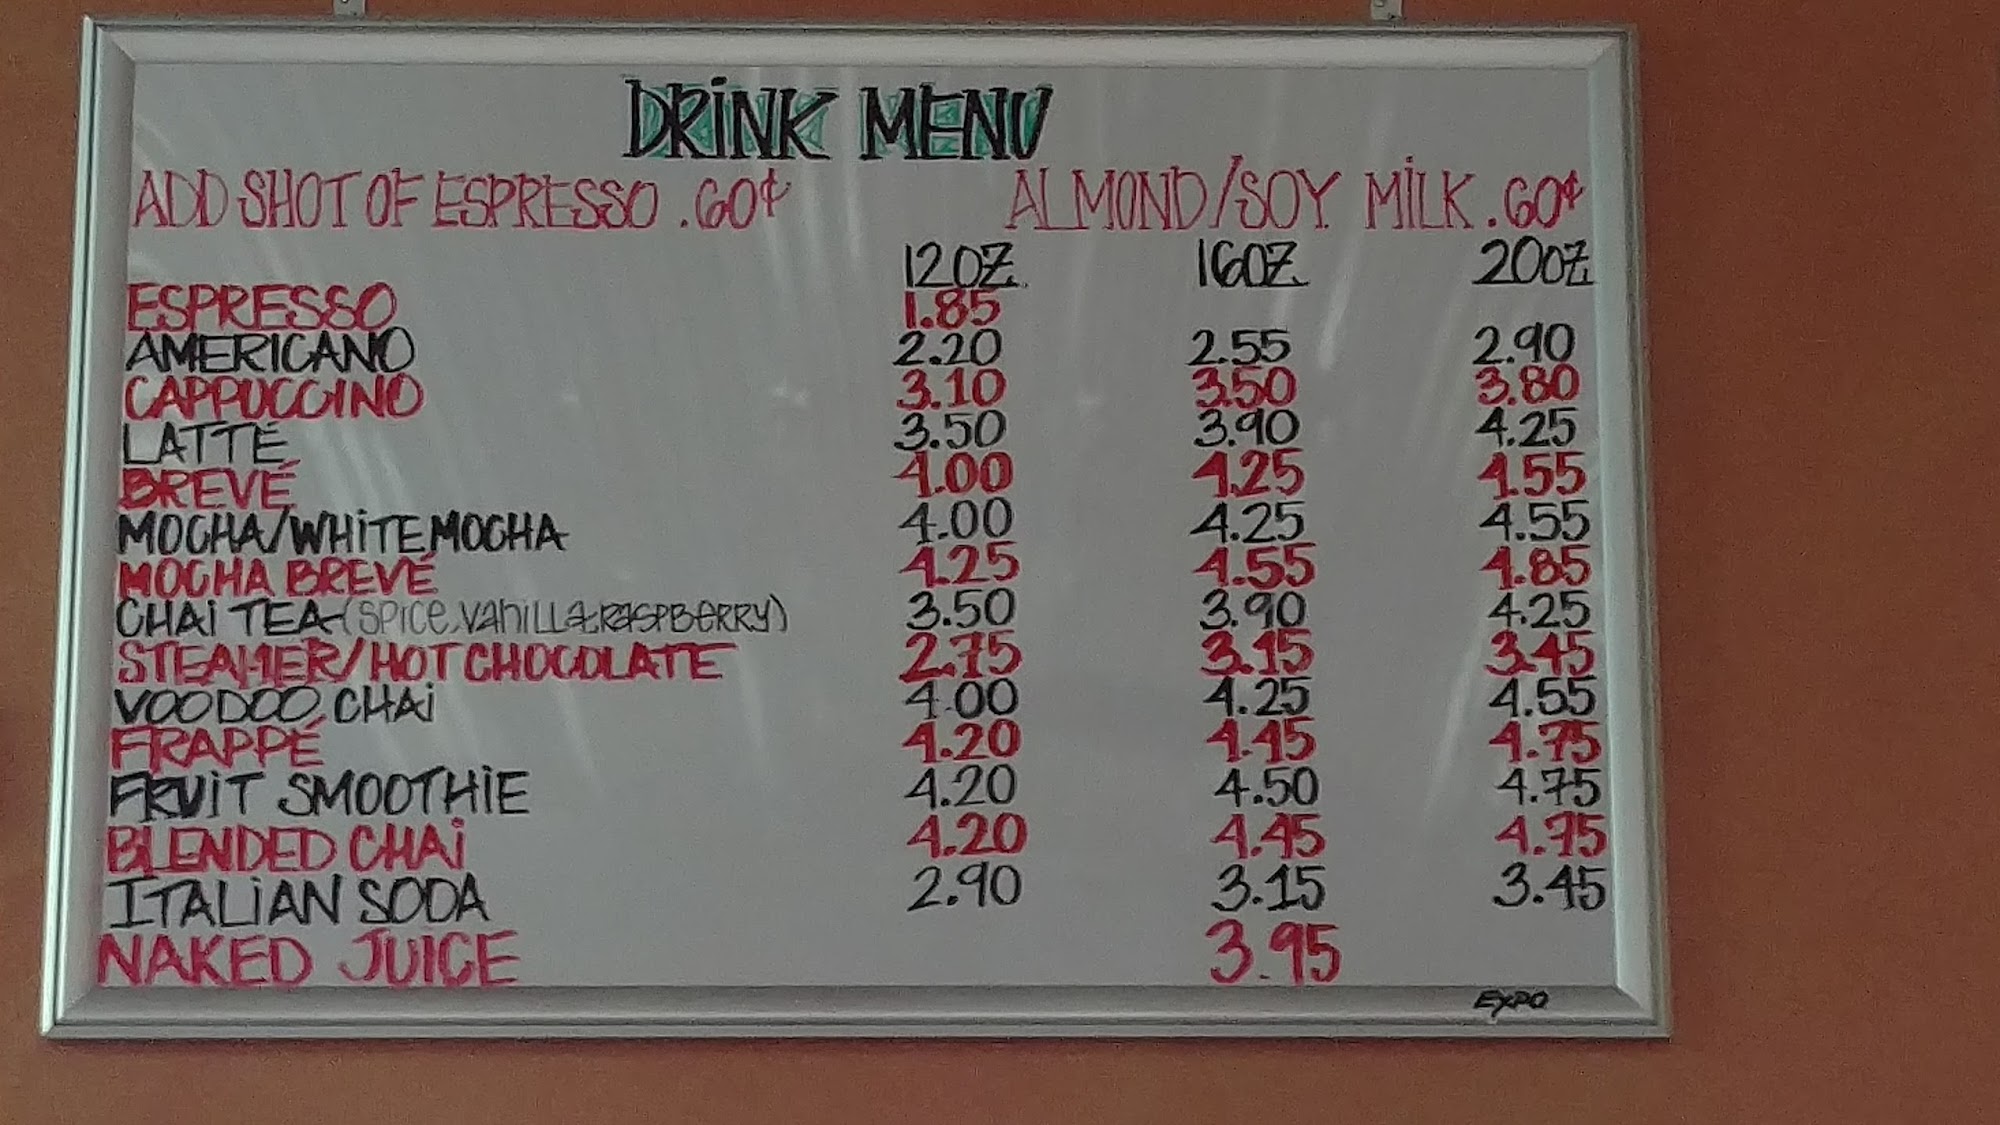 DRINK MENU
ADD SHOT OF ESPRESSO .60¢ ALMOND/SOY MILK .60¢
12OZ. 16OZ. 20OZ.
ESPRESSO 1.85
AMERICANO 2.20 2.55 2.90
CAPPUCCINO 3.10 3.50 3.80
LATTÉ 3.50 3.90 4.25
BREVÉ 4.00 4.25 4.55
MOCHA/WHITE MOCHA 4.00 4.25 4.55
MOCHA BREVÉ 4.25 4.55 4.85
CHAI TEA-(SPICE, VANILLA & RASPBERRY) 3.50 3.90 4.25
STEAMER/HOT CHOCOLATE 2.75 3.15 3.45
VOODOO CHAI 4.00 4.25 4.55
FRAPPÉ 4.20 4.45 4.75
FRUIT SMOOTHIE 4.20 4.50 4.75
BLENDED CHAI 4.20 4.45 4.75
ITALIAN SODA 2.90 3.15 3.45
NAKED JUICE 3.95
EXPO